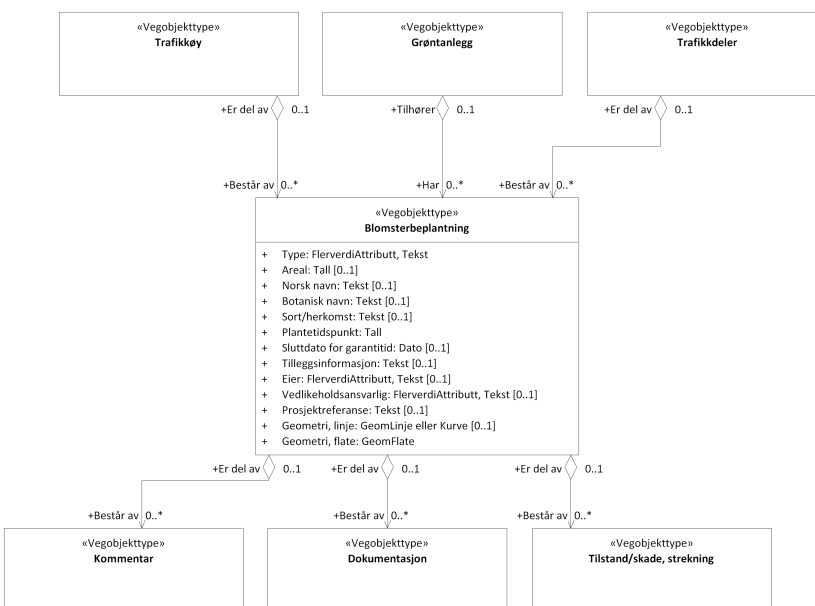 «Vegobjekttype»
Trafikkøy
«Vegobjekttype»
Grøntanlegg
«Vegobjekttype»
Trafikkdeler
+Er del av 0..1
+Tilhører 0..1
+Er del av 0..1
+Består av 0..*
+Har 0..*
+Består av 0..*
«Vegobjekttype»
Blomsterbeplantning
+ Type: FlerverdiAttributt, Tekst
+ Areal: Tall [0..1]
+ Norsk navn: Tekst [0..1]
+ Botanisk navn: Tekst [0..1]
+ Sort/herkomst: Tekst [0..1]
+ Plantetidspunkt: Tall
+ Sluttdato for garantitid: Dato [0..1]
+ Tilleggsinformasjon: Tekst [0..1]
+ Eier: FlerverdiAttributt, Tekst [0..1]
+ Vedlikeholdsansvarlig: FlerverdiAttributt, Tekst [0..1]
+ Prosjektreferanse: Tekst [0..1]
+ Geometri, linje: GeomLinje eller Kurve [0..1]
+ Geometri, flate: GeomFlate
+Er del av 0..1
+Er del av 0..1
+Er del av 0..1
+Består av 0..*
+Består av 0..*
+Består av 0..*
«Vegobjekttype»
Kommentar
«Vegobjekttype»
Dokumentasjon
«Vegobjekttype»
Tilstand/skade, strekning